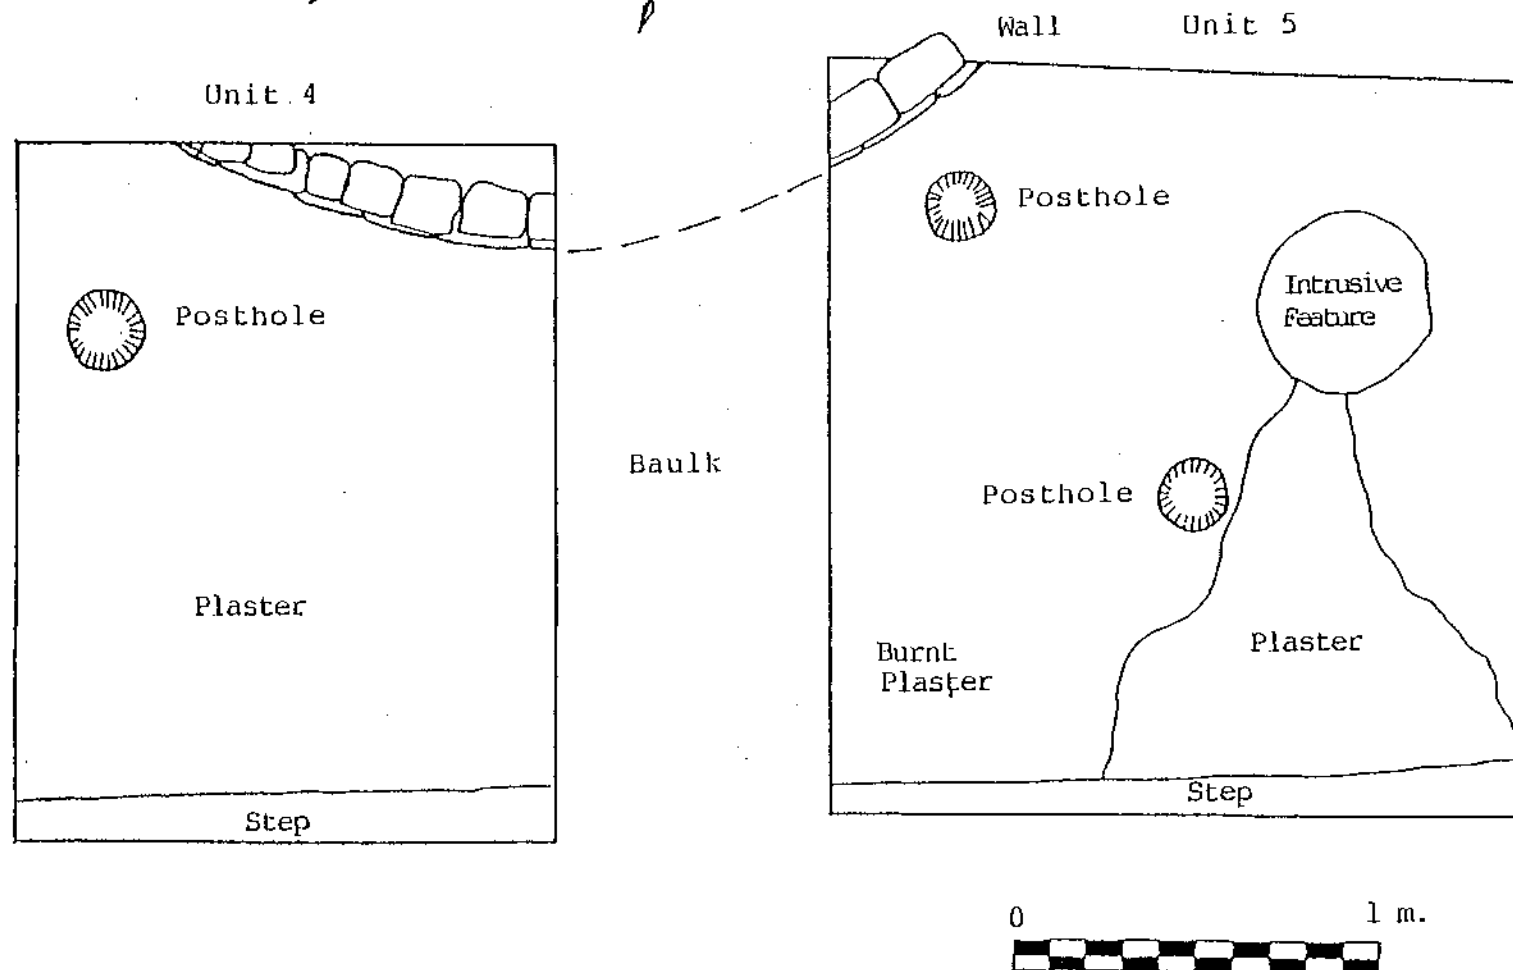 Wall
Unit 5
Unit 4
Posthole
Posthole
Intrusive
Feature
Posthole
Baulk
Plaster
Plaster
Burnt
Plaster
Step
Step
0
1 m.